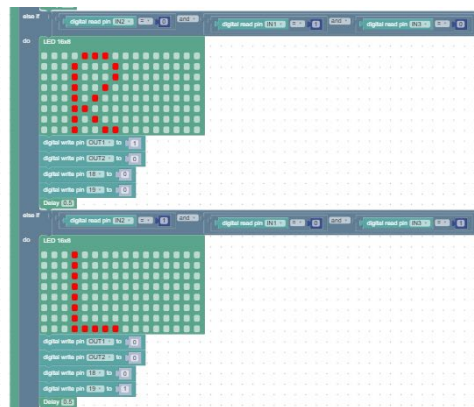 else if digital read pin IN2 = 0 and digital read pin IN1 = 1 and digital read pin IN3 = 0
do LED 16x8
digital write pin OUT1 to 1
digital write pin OUT2 to 0
digital write pin 18 to 0
digital write pin 19 to 0
Delay 0.5
else if digital read pin IN2 = 1 and digital read pin IN1 = 0 and digital read pin IN3 = 1
do LED 16x8
digital write pin OUT1 to 0
digital write pin OUT2 to 0
digital write pin 18 to 0
digital write pin 19 to 1
Delay 0.5